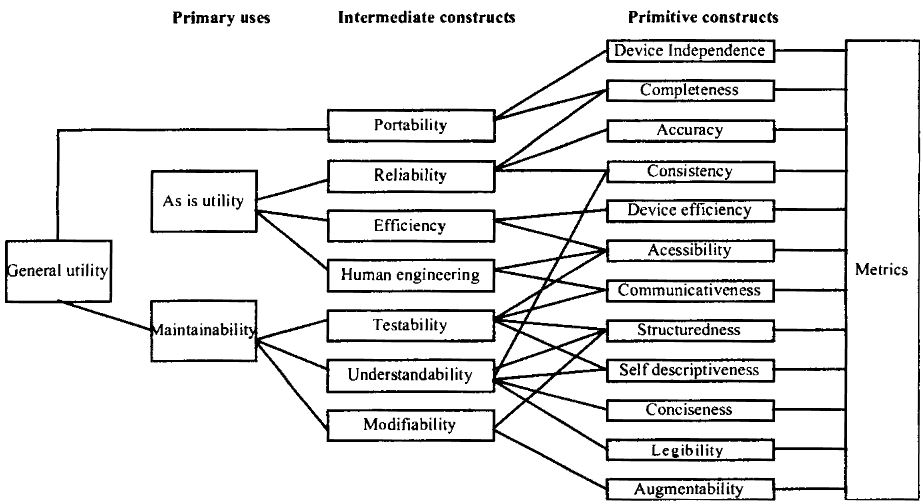 Primary uses
Intermediate constructs
Primitive constructs
General utility
As is utility
Maintainability
Portability
Reliability
Efficiency
Human engineering
Testability
Understandability
Modifiability
Device Independence
Completeness
Accuracy
Consistency
Device efficiency
Acessibility
Communicativeness
Structuredness
Self descriptiveness
Conciseness
Legibility
Augmentability
Metrics